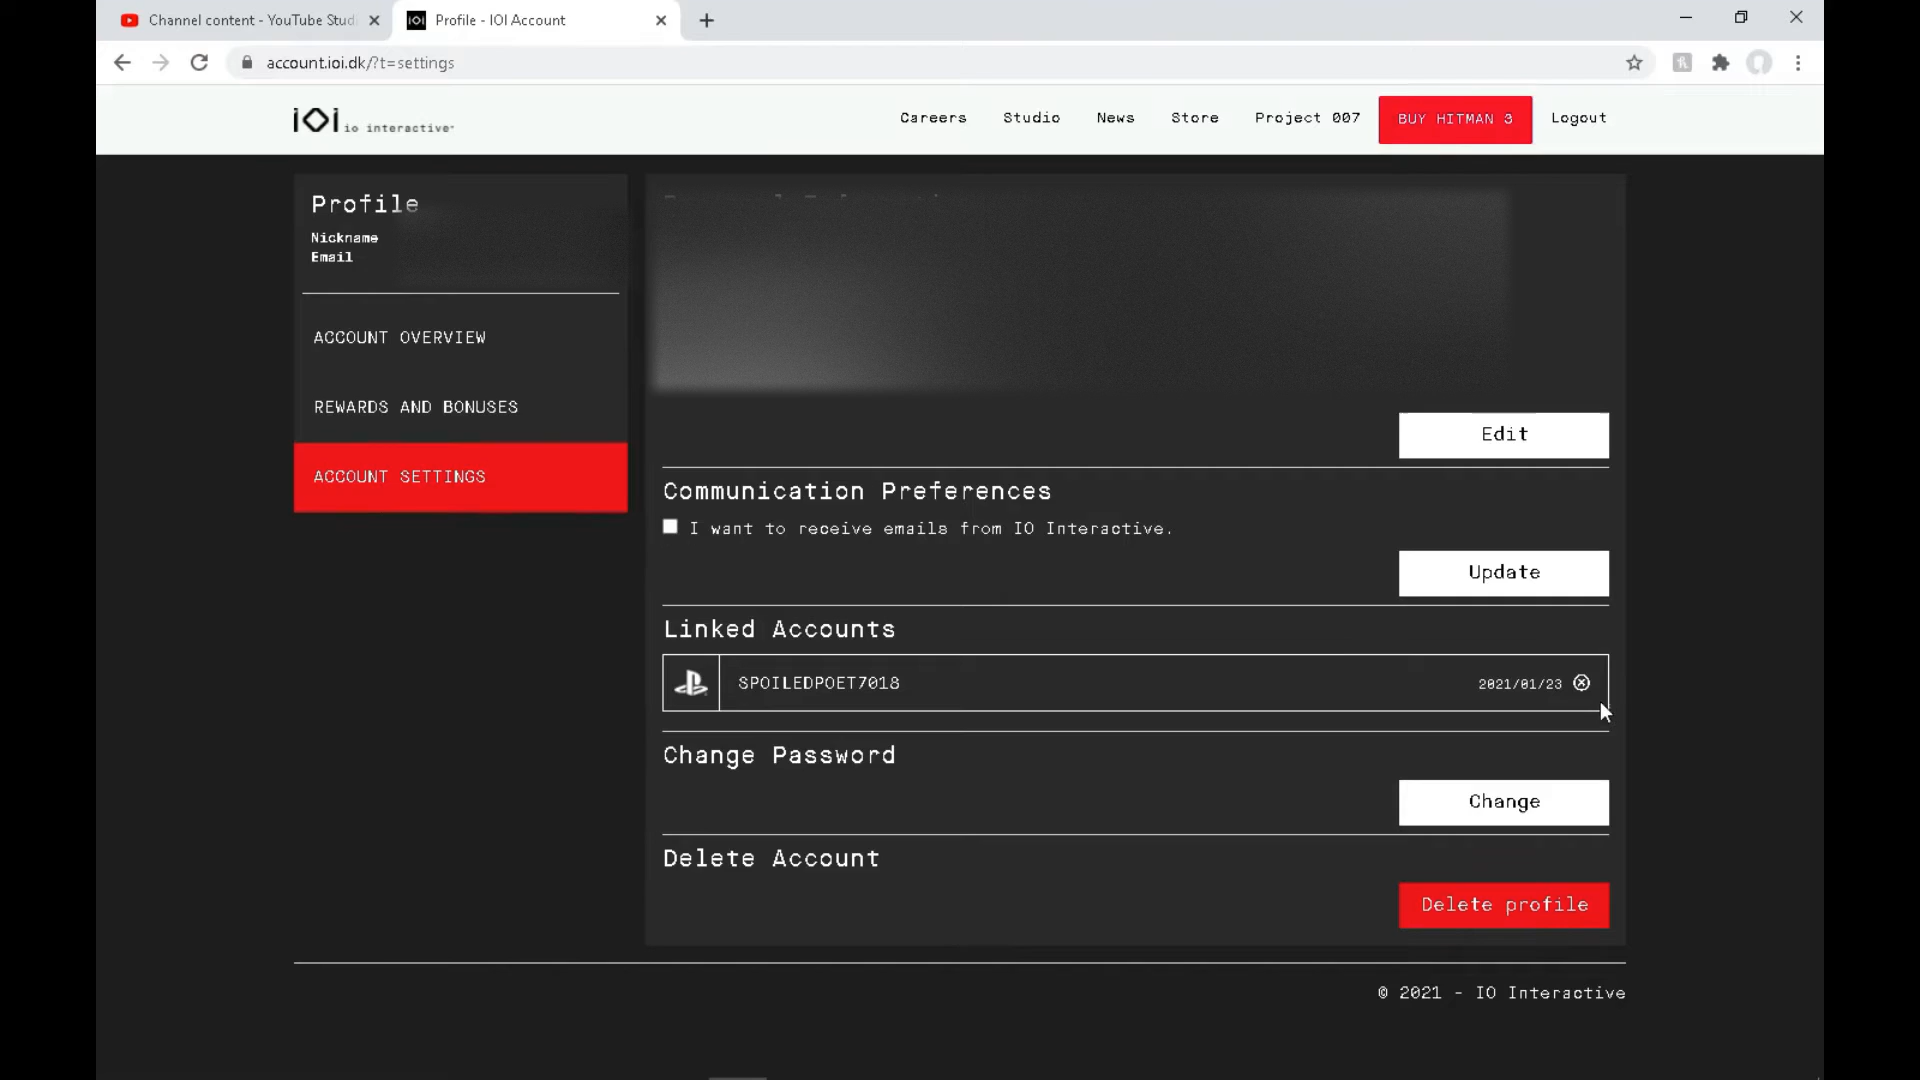 Channel content - YouTube Studi
Profile - IOI Account
account.ioi.dk/?t=settings
iOi io interactive
Careers Studio News Store Project 007 BUY HITMAN 3 Logout
Profile
Nickname
Email
ACCOUNT OVERVIEW
REWARDS AND BONUSES
ACCOUNT SETTINGS
Edit
Communication Preferences
I want to receive emails from IO Interactive.
Update
Linked Accounts
SPOILEDPOET7018 2021/01/23
Change Password
Change
Delete Account
Delete profile
© 2021 - IO Interactive